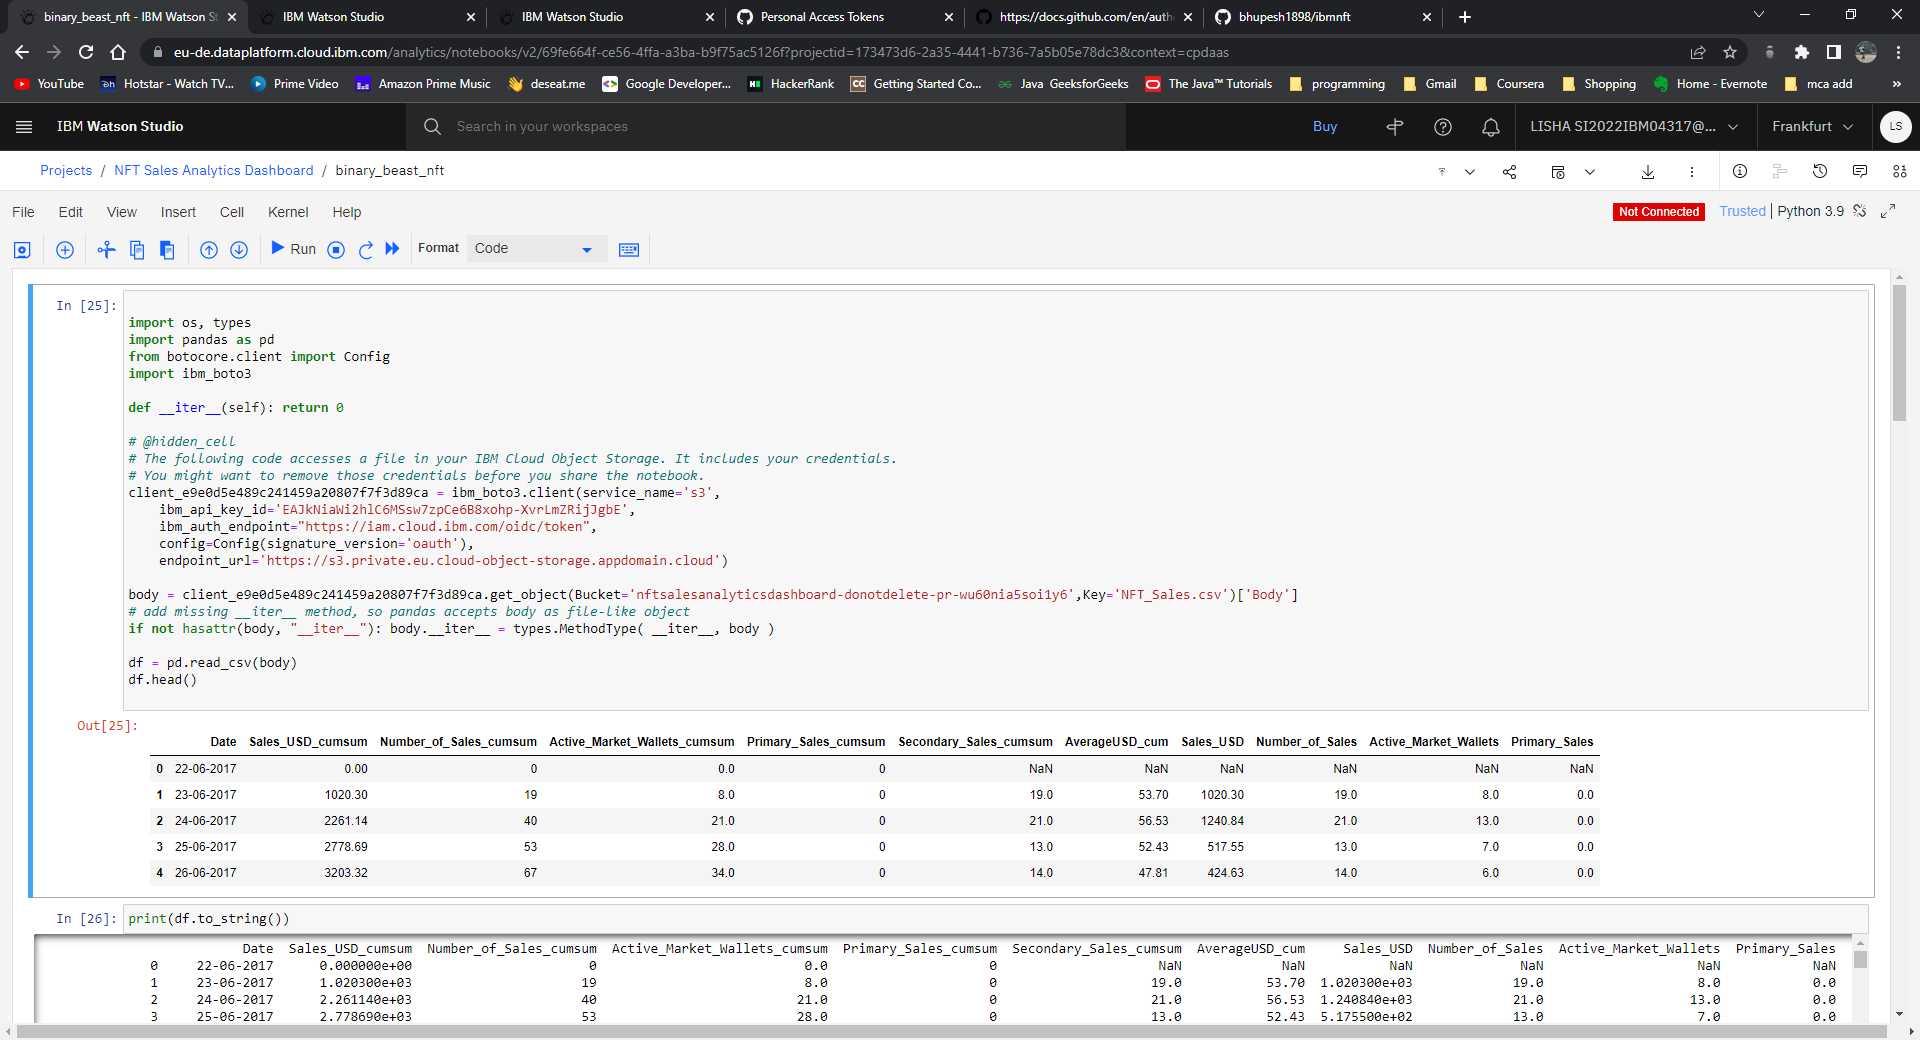 binary_beast_nft - IBM Watson St
IBM Watson Studio
IBM Watson Studio
Personal Access Tokens
https://docs.github.com/en/auth
bhupesh1898/ibmnft
eu-de.dataplatform.cloud.ibm.com/analytics/notebooks/v2/69fe664f-ce56-4ffa-a3ba-b9f75ac5126f?projectid=173473d6-2a35-4441-b736-7a5b05e78dc3&context=cpdaas
YouTube Hotstar - Watch TV... Prime Video Amazon Prime Music deseat.me Google Developer... HackerRank Getting Started Co... Java GeeksforGeeks The Java™ Tutorials programming Gmail Coursera Shopping Home - Evernote mca add »
IBM Watson Studio
Search in your workspaces
Buy
LISHA SI2022IBM04317@...
Frankfurt
LS
Projects / NFT Sales Analytics Dashboard / binary_beast_nft
File Edit View Insert Cell Kernel Help
Not Connected Trusted | Python 3.9
Run Format Code
In [25]:
import os, types
import pandas as pd
from botocore.client import Config
import ibm_boto3
def __iter__(self): return 0
# @hidden_cell
# The following code accesses a file in your IBM Cloud Object Storage. It includes your credentials.
# You might want to remove those credentials before you share the notebook.
client_e9e0d5e489c241459a20807f7f3d89ca = ibm_boto3.client(service_name='s3',
ibm_api_key_id='EAJkNiaWi2hlC6MSsw7zpCe6B8xohp-XvrLmZRijJgbE',
ibm_auth_endpoint="https://iam.cloud.ibm.com/oidc/token",
config=Config(signature_version='oauth'),
endpoint_url='https://s3.private.eu.cloud-object-storage.appdomain.cloud')
body = client_e9e0d5e489c241459a20807f7f3d89ca.get_object(Bucket='nftsalesanalyticsdashboard-donotdelete-pr-wu60nia5soi1y6',Key='NFT_Sales.csv')['Body']
# add missing __iter__ method, so pandas accepts body as file-like object
if not hasattr(body, "__iter__"): body.__iter__ = types.MethodType( __iter__, body )
df = pd.read_csv(body)
df.head()
Out[25]:
Date Sales_USD_cumsum Number_of_Sales_cumsum Active_Market_Wallets_cumsum Primary_Sales_cumsum Secondary_Sales_cumsum AverageUSD_cum Sales_USD Number_of_Sales Active_Market_Wallets Primary_Sales
0 22-06-2017 0.00 0 0.0 0 NaN NaN NaN NaN NaN NaN
1 23-06-2017 1020.30 19 8.0 0 19.0 53.70 1020.30 19.0 8.0 0.0
2 24-06-2017 2261.14 40 21.0 0 21.0 56.53 1240.84 21.0 13.0 0.0
3 25-06-2017 2778.69 53 28.0 0 13.0 52.43 517.55 13.0 7.0 0.0
4 26-06-2017 3203.32 67 34.0 0 14.0 47.81 424.63 14.0 6.0 0.0
In [26]: print(df.to_string())
Date Sales_USD_cumsum Number_of_Sales_cumsum Active_Market_Wallets_cumsum Primary_Sales_cumsum Secondary_Sales_cumsum AverageUSD_cum Sales_USD Number_of_Sales Active_Market_Wallets Primary_Sales
0 22-06-2017 0.000000e+00 0 0.0 0 NaN NaN NaN NaN NaN NaN
1 23-06-2017 1.020300e+03 19 8.0 0 19.0 53.70 1.020300e+03 19.0 8.0 0.0
2 24-06-2017 2.261140e+03 40 21.0 0 21.0 56.53 1.240840e+03 21.0 13.0 0.0
3 25-06-2017 2.778690e+03 53 28.0 0 13.0 52.43 5.175500e+02 13.0 7.0 0.0